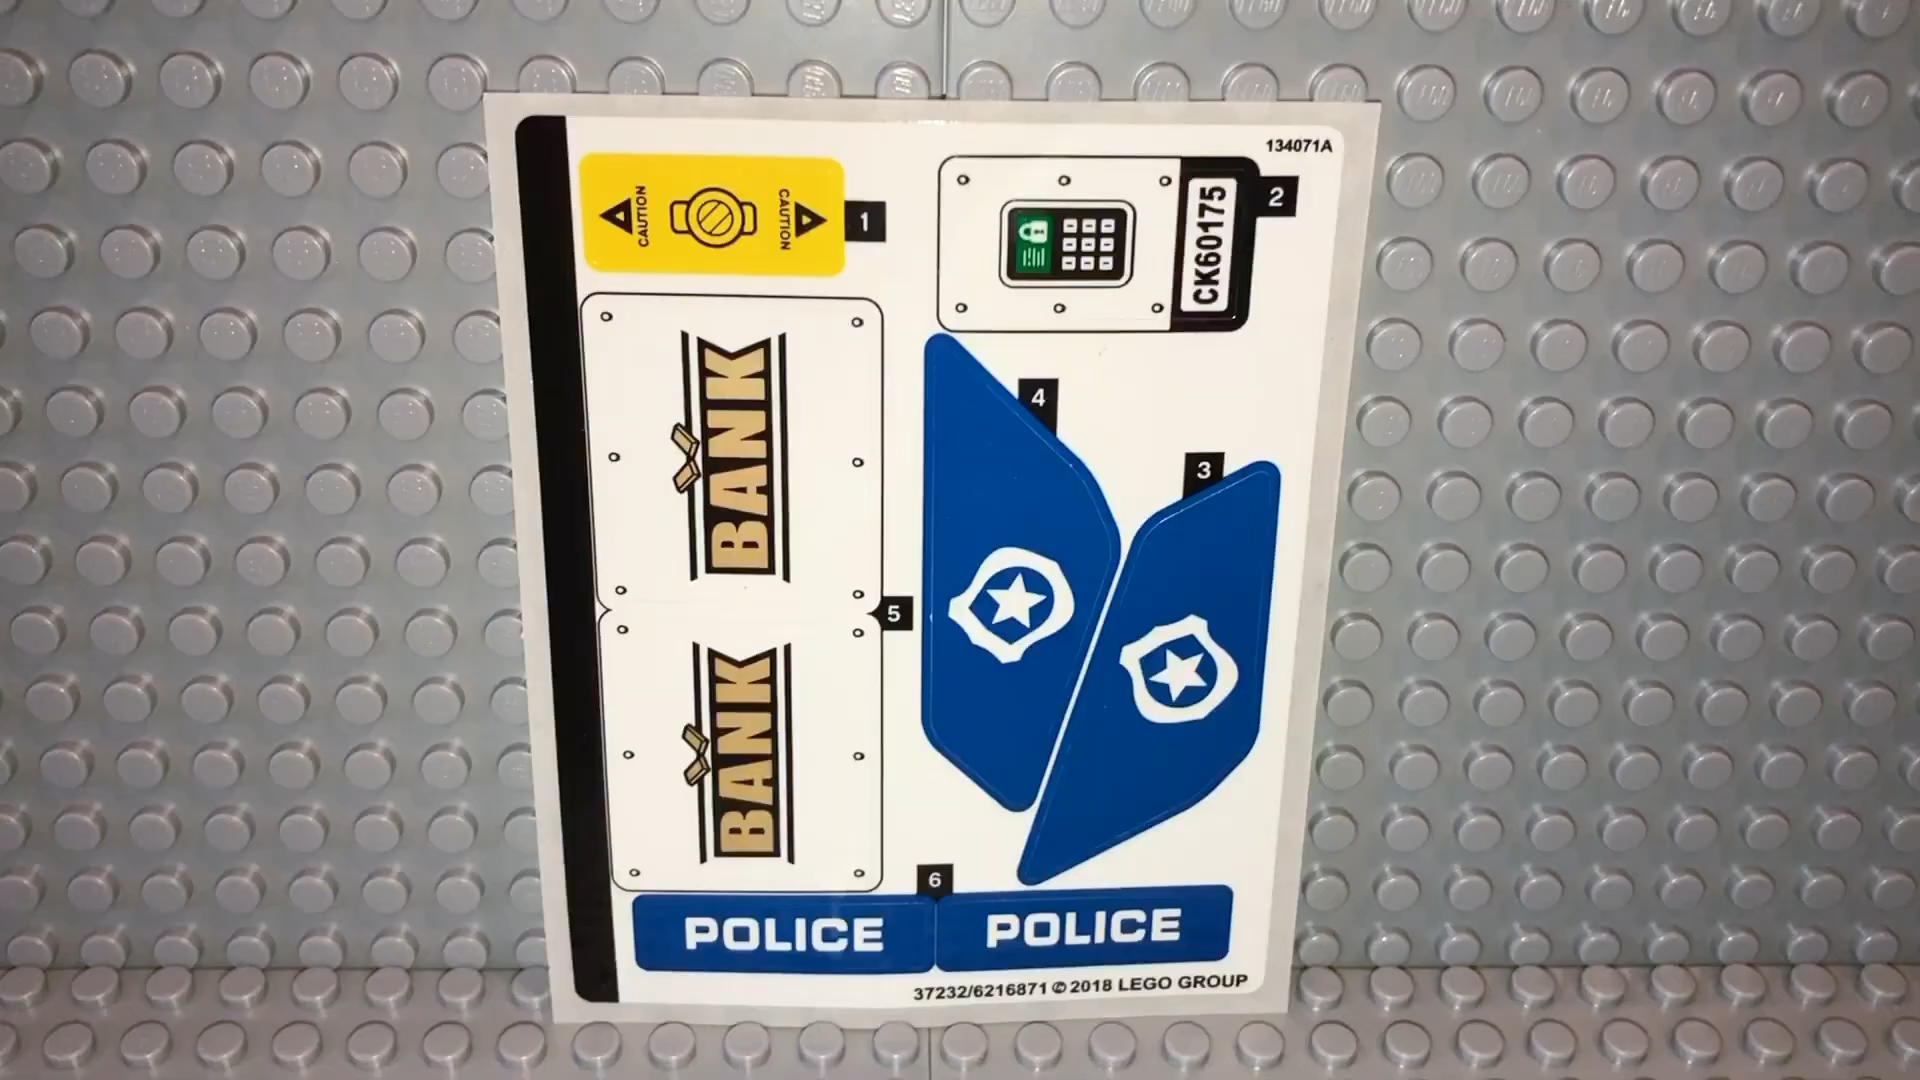 134071A
CAUTION
CAUTION
1
2
CK60175
BANK
4
3
5
BANK
6
POLICE
POLICE
37232/6216871 © 2018 LEGO GROUP